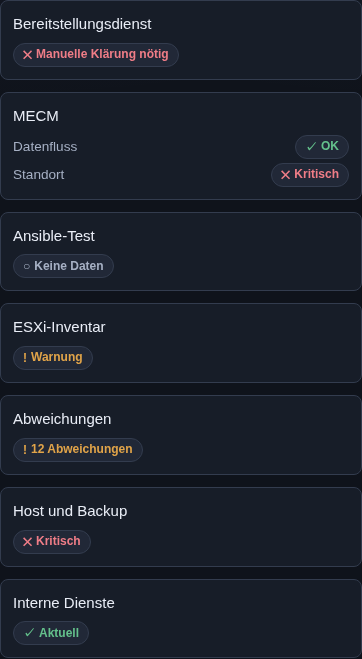 Bereitstellungsdienst
✕ Manuelle Klärung nötig
MECM
Datenfluss ✓ OK
Standort ✕ Kritisch
Ansible-Test
○ Keine Daten
ESXi-Inventar
! Warnung
Abweichungen
! 12 Abweichungen
Host und Backup
✕ Kritisch
Interne Dienste
✓ Aktuell